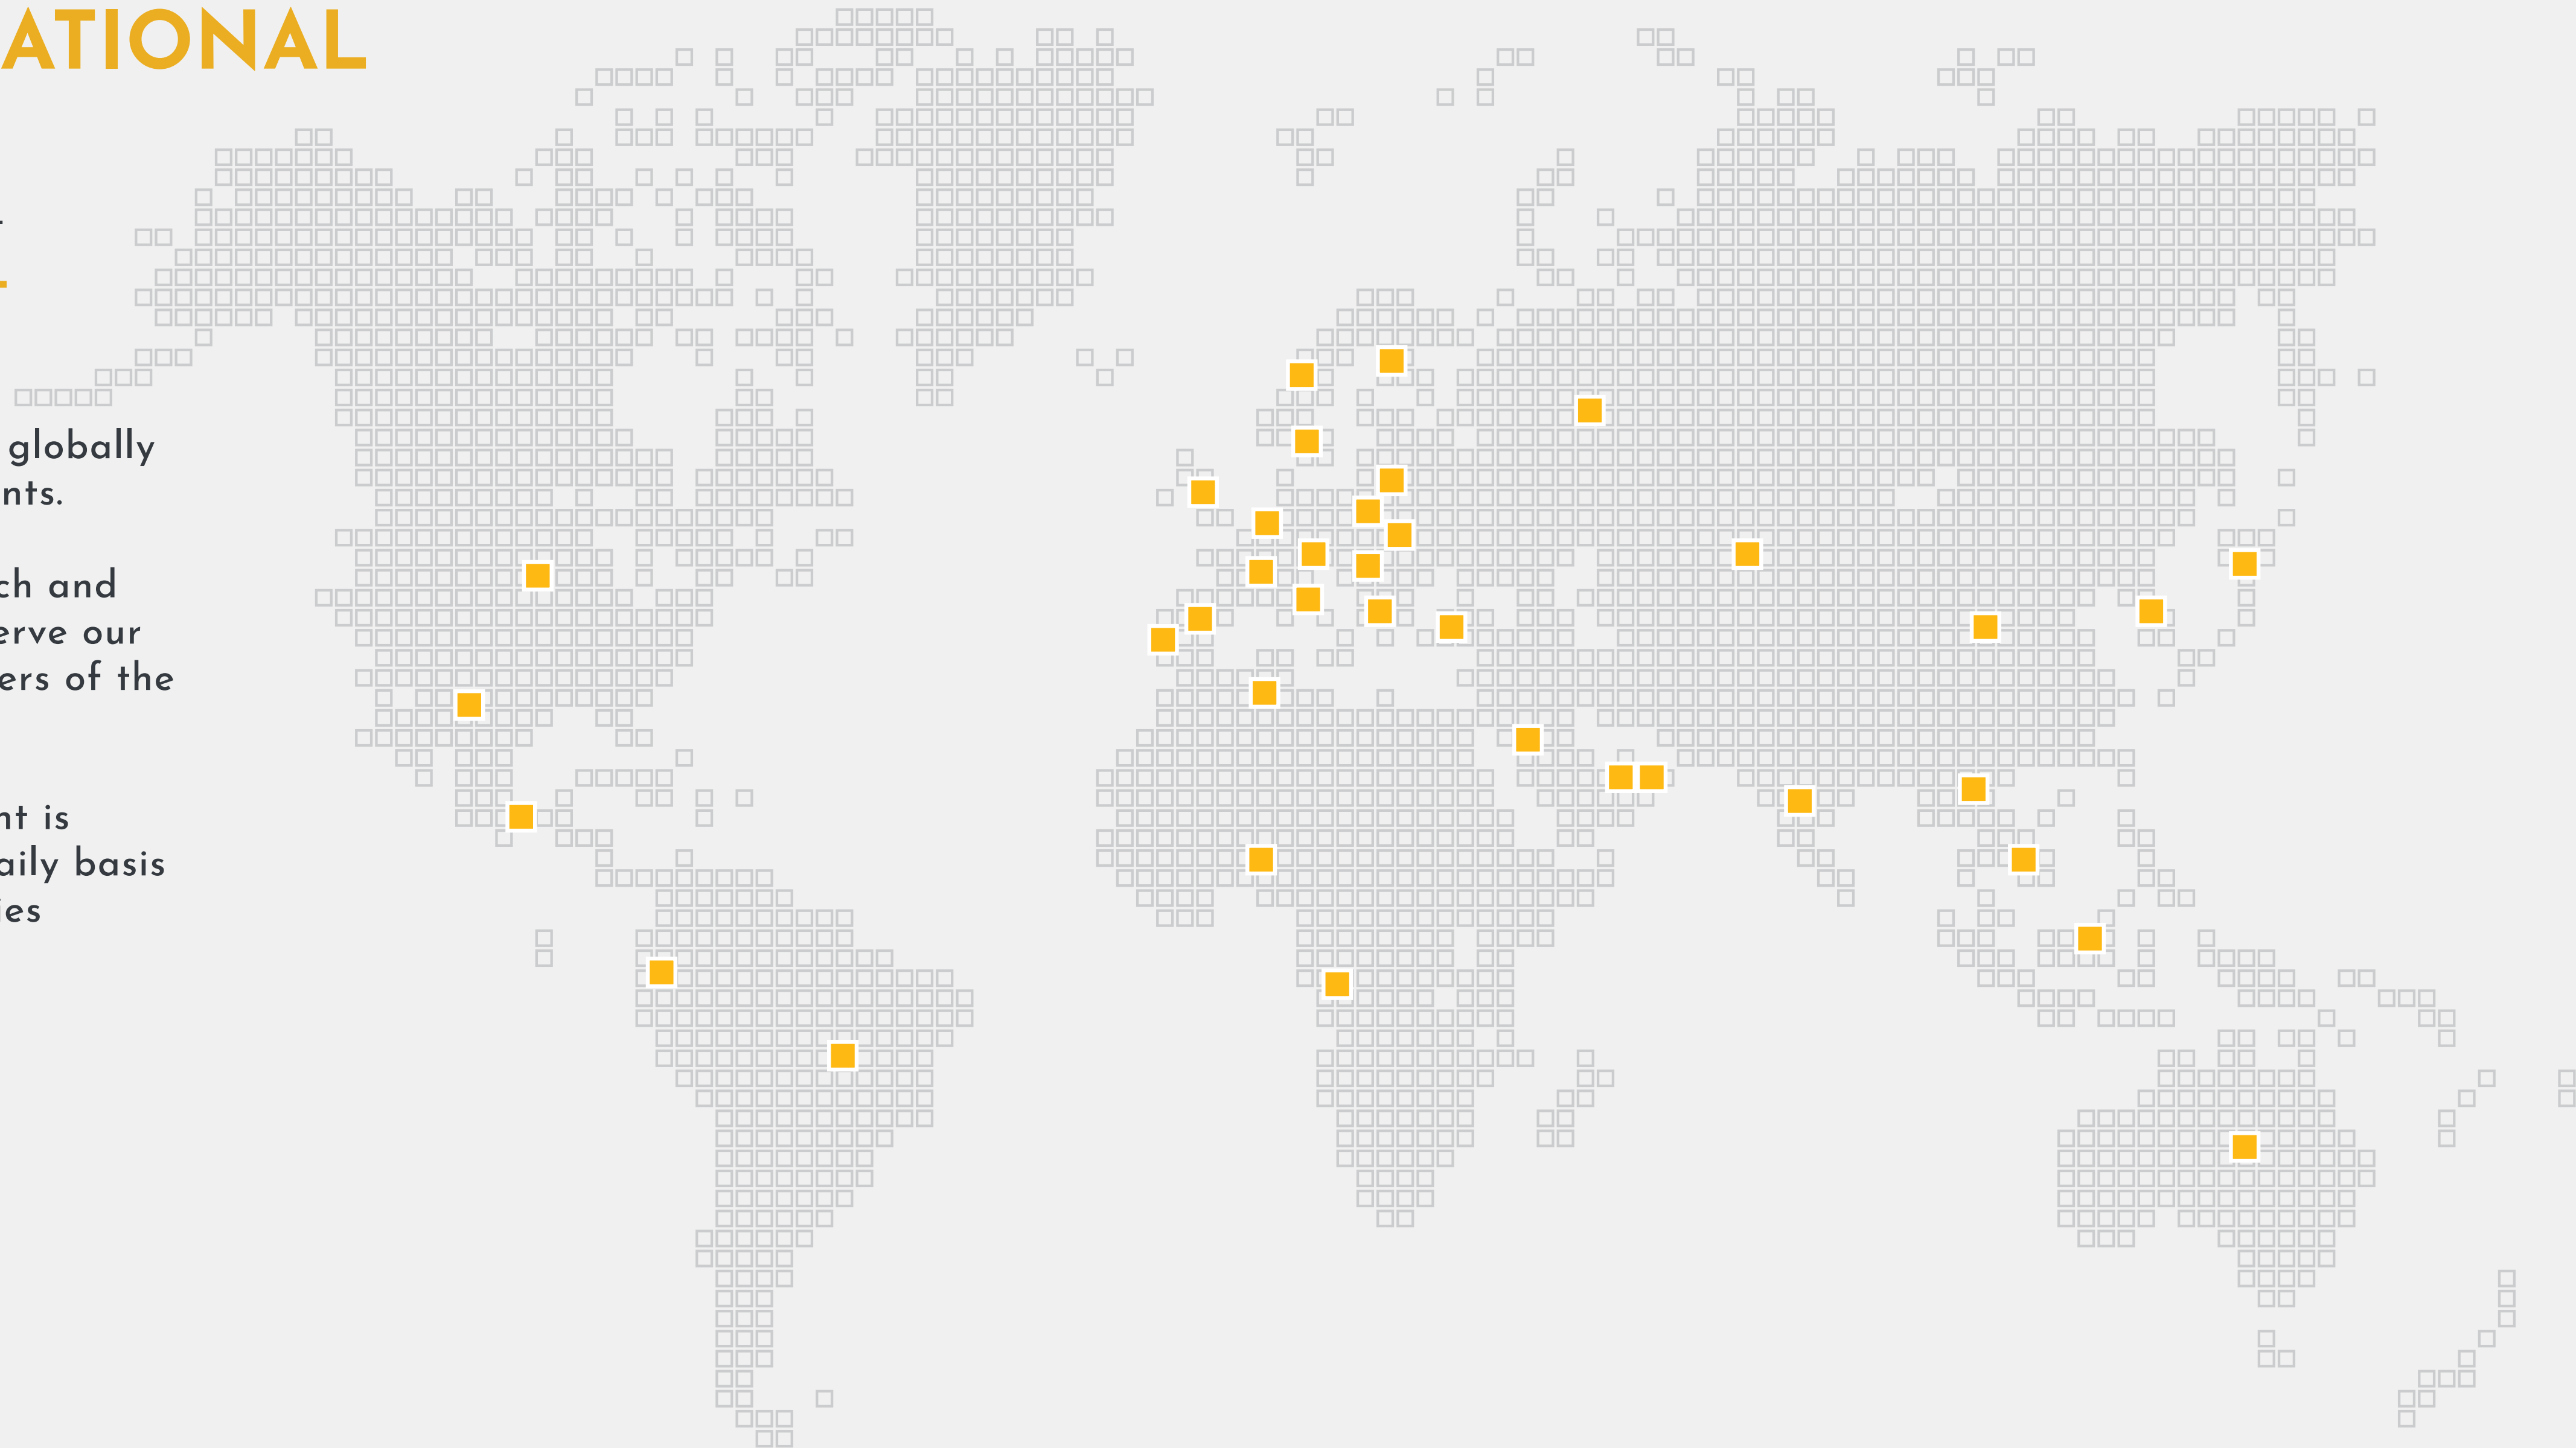 ATIONAL
globally
nts.
ch and
erve our
ers of the
nt is
aily basis
ies